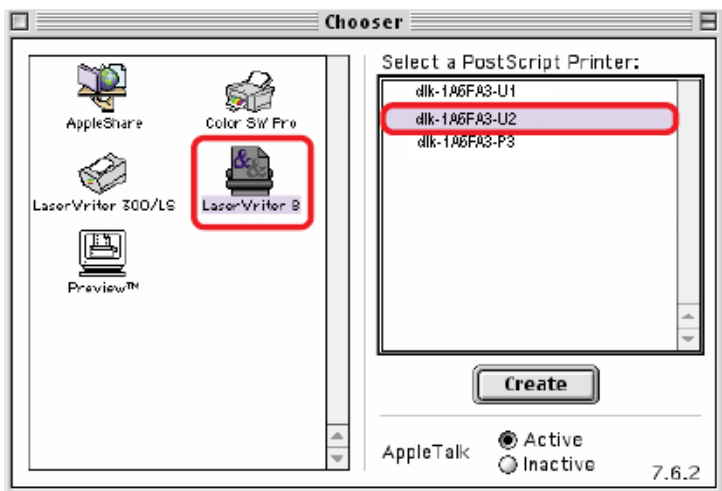 Chooser
AppleShare
Color SW Pro
LaserWriter 300/LS
LaserWriter 8
Preview™
Select a PostScript Printer:
dlk-1A6FA3-U1
dlk-1A6FA3-U2
dlk-1A6FA3-P3
Create
AppleTalk
Active
Inactive
7.6.2